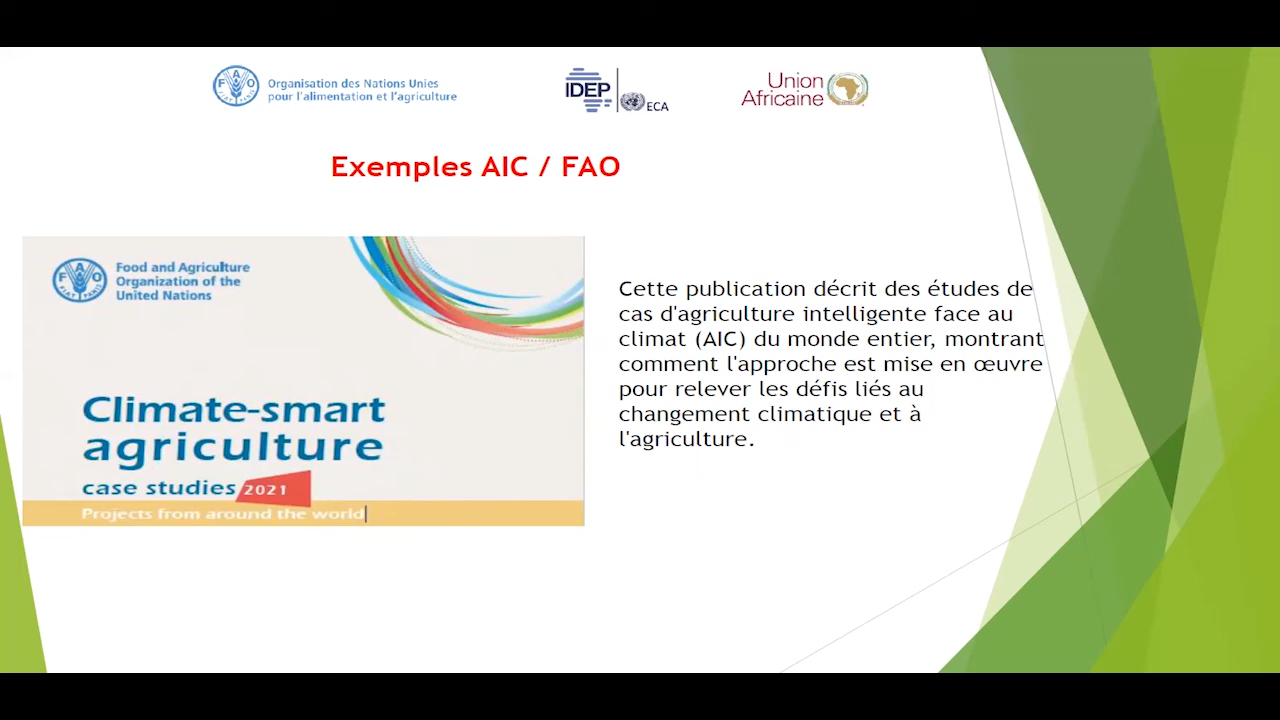 Organisation des Nations Unies
pour l'alimentation et l'agriculture
IDEP
ECA
Union
Africaine
Exemples AIC / FAO
Food and Agriculture
Organization of the
United Nations
Climate-smart
agriculture
case studies 2021
Projects from around the world
Cette publication décrit des études de
cas d'agriculture intelligente face au
climat (AIC) du monde entier, montrant
comment l'approche est mise en œuvre
pour relever les défis liés au
changement climatique et à
l'agriculture.